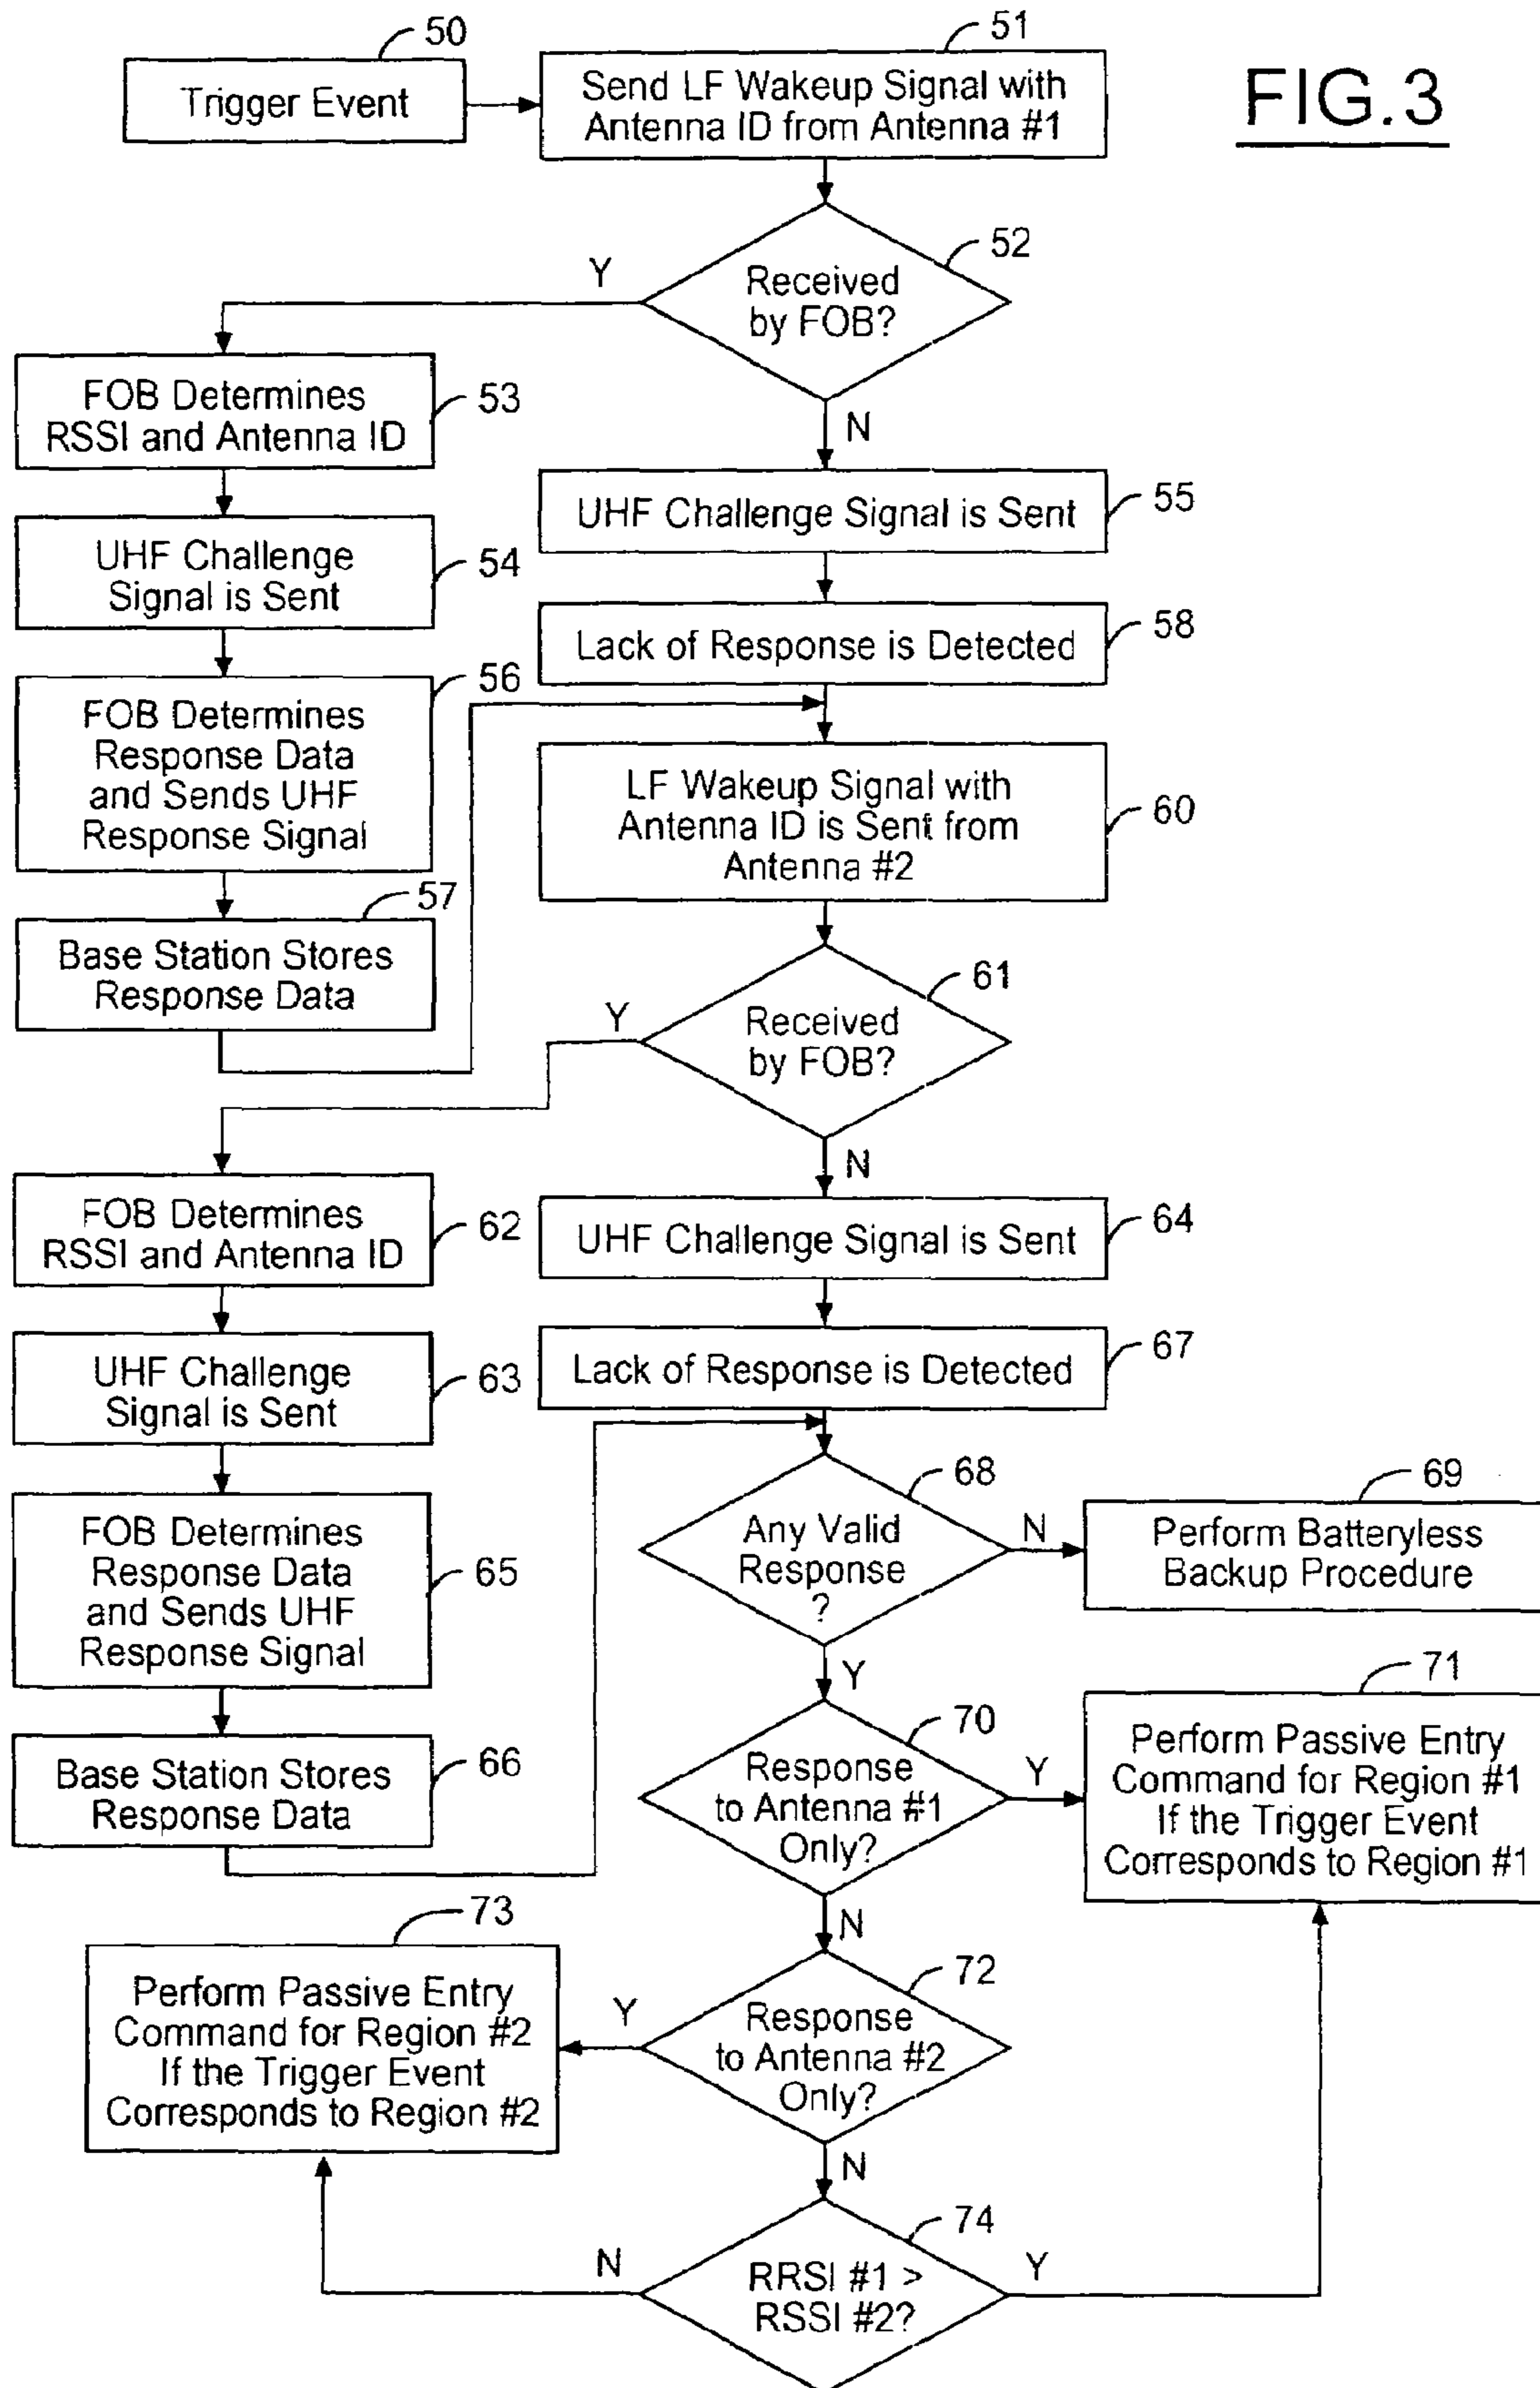 FIG.3
50
Trigger Event
51
Send LF Wakeup Signal with
Antenna ID from Antenna #1
52
Received
by FOB?
Y
N
FOB Determines
RSSI and Antenna ID
53
UHF Challenge
Signal is Sent
54
UHF Challenge Signal is Sent
55
Lack of Response is Detected
58
56
FOB Determines
Response Data
and Sends UHF
Response Signal
57
Base Station Stores
Response Data
LF Wakeup Signal with
Antenna ID is Sent from
Antenna #2
60
61
Received
by FOB?
Y
N
FOB Determines
RSSI and Antenna ID
62
UHF Challenge
Signal is Sent
63
UHF Challenge Signal is Sent
64
Lack of Response is Detected
67
FOB Determines
Response Data
and Sends UHF
Response Signal
65
Base Station Stores
Response Data
66
68
Any Valid
Response
?
N
69
Perform Batteryless
Backup Procedure
Y
70
Response
to Antenna #1
Only?
Y
71
Perform Passive Entry
Command for Region #1
If the Trigger Event
Corresponds to Region #1
N
72
Response
to Antenna #2
Only?
Y
73
Perform Passive Entry
Command for Region #2
If the Trigger Event
Corresponds to Region #2
N
74
RRSI #1 >
RSSI #2?
N
Y